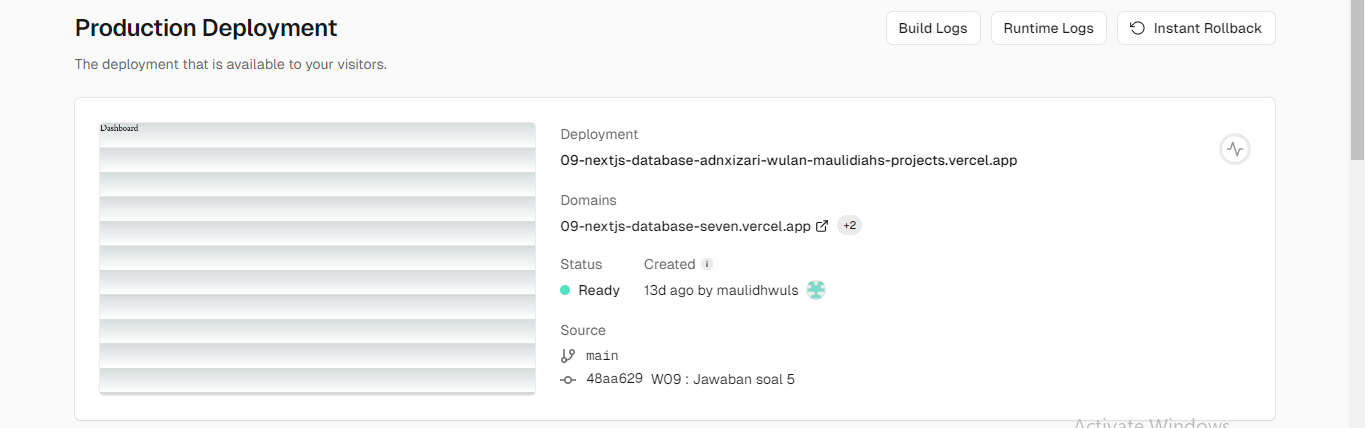 Production Deployment
Build Logs
Runtime Logs
Instant Rollback
The deployment that is available to your visitors.
Dashboard
Deployment
09-nextjs-database-adnxizari-wulan-maulidiahs-projects.vercel.app
Domains
09-nextjs-database-seven.vercel.app +2
Status Created i
Ready 13d ago by maulidhwuls
Source
main
48aa629 W09 : Jawaban soal 5
Activate Windows